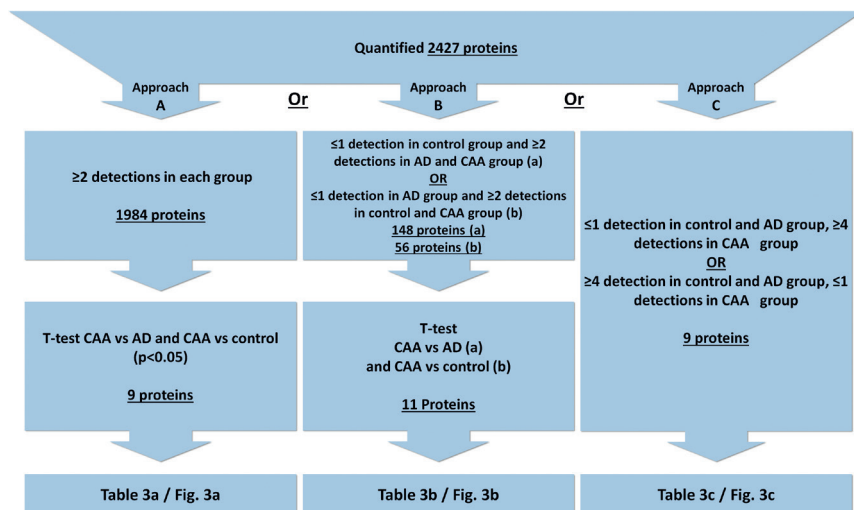 Quantified 2427 proteins
Approach
A
Or
Approach
B
Or
Approach
C
≥2 detections in each group
1984 proteins
≤1 detection in control group and ≥2
detections in AD and CAA group (a)
OR
≤1 detection in AD group and ≥2 detections
in control and CAA group (b)
148 proteins (a)
56 proteins (b)
≤1 detection in control and AD group, ≥4
detections in CAA group
OR
≥4 detection in control and AD group, ≤1
detections in CAA group
9 proteins
T-test CAA vs AD and CAA vs control
(p<0.05)
9 proteins
T-test
CAA vs AD (a)
and CAA vs control (b)
11 Proteins
Table 3a / Fig. 3a
Table 3b / Fig. 3b
Table 3c / Fig. 3c